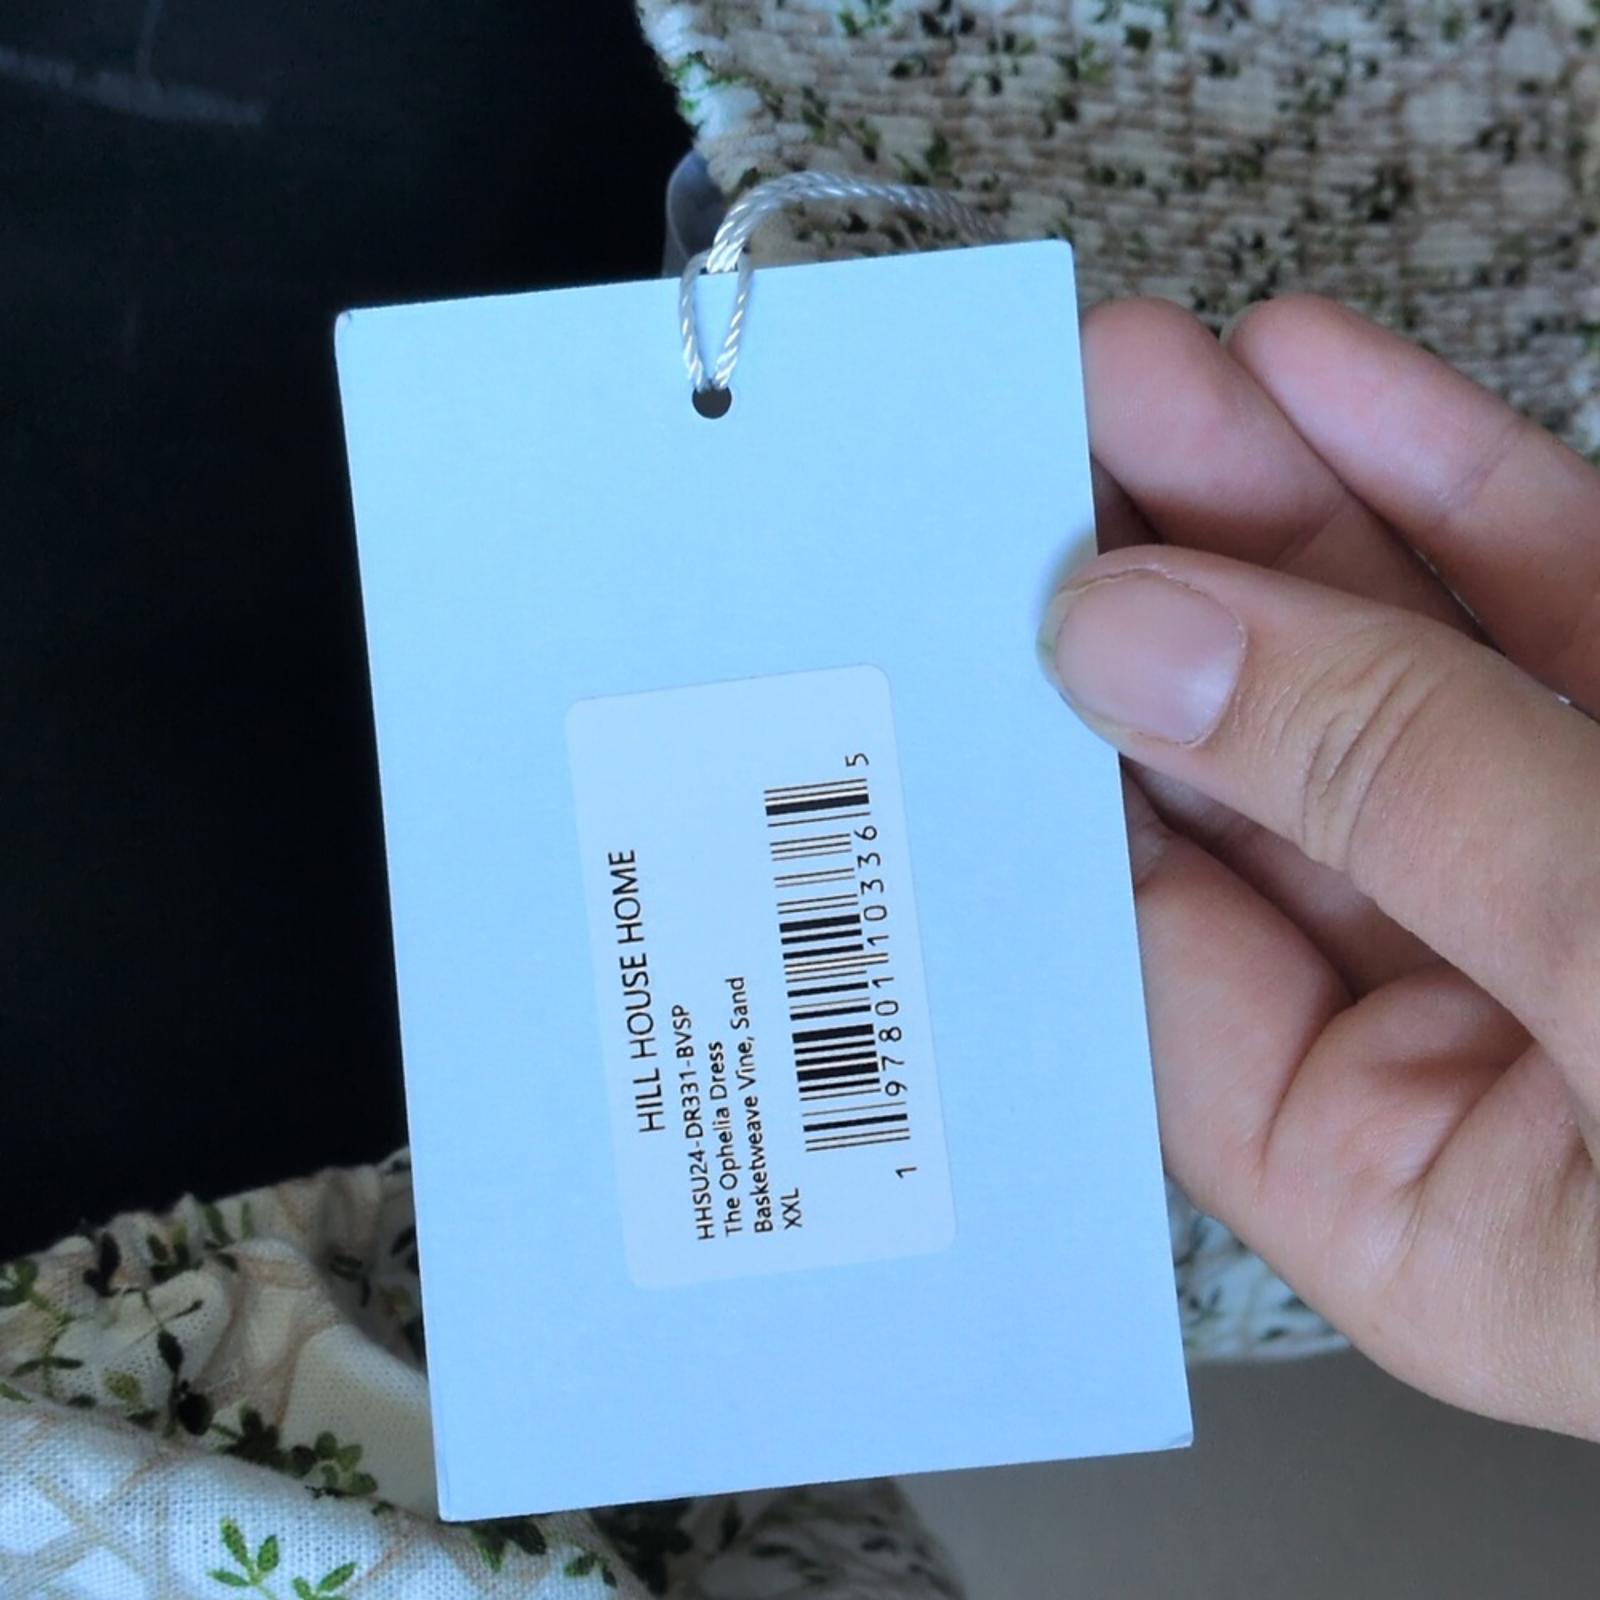 HILL HOUSE HOME
HHSU24-DR331-BVSP
The Ophelia Dress
Basketweave Vine, Sand
XXL
1 97801 10336 5